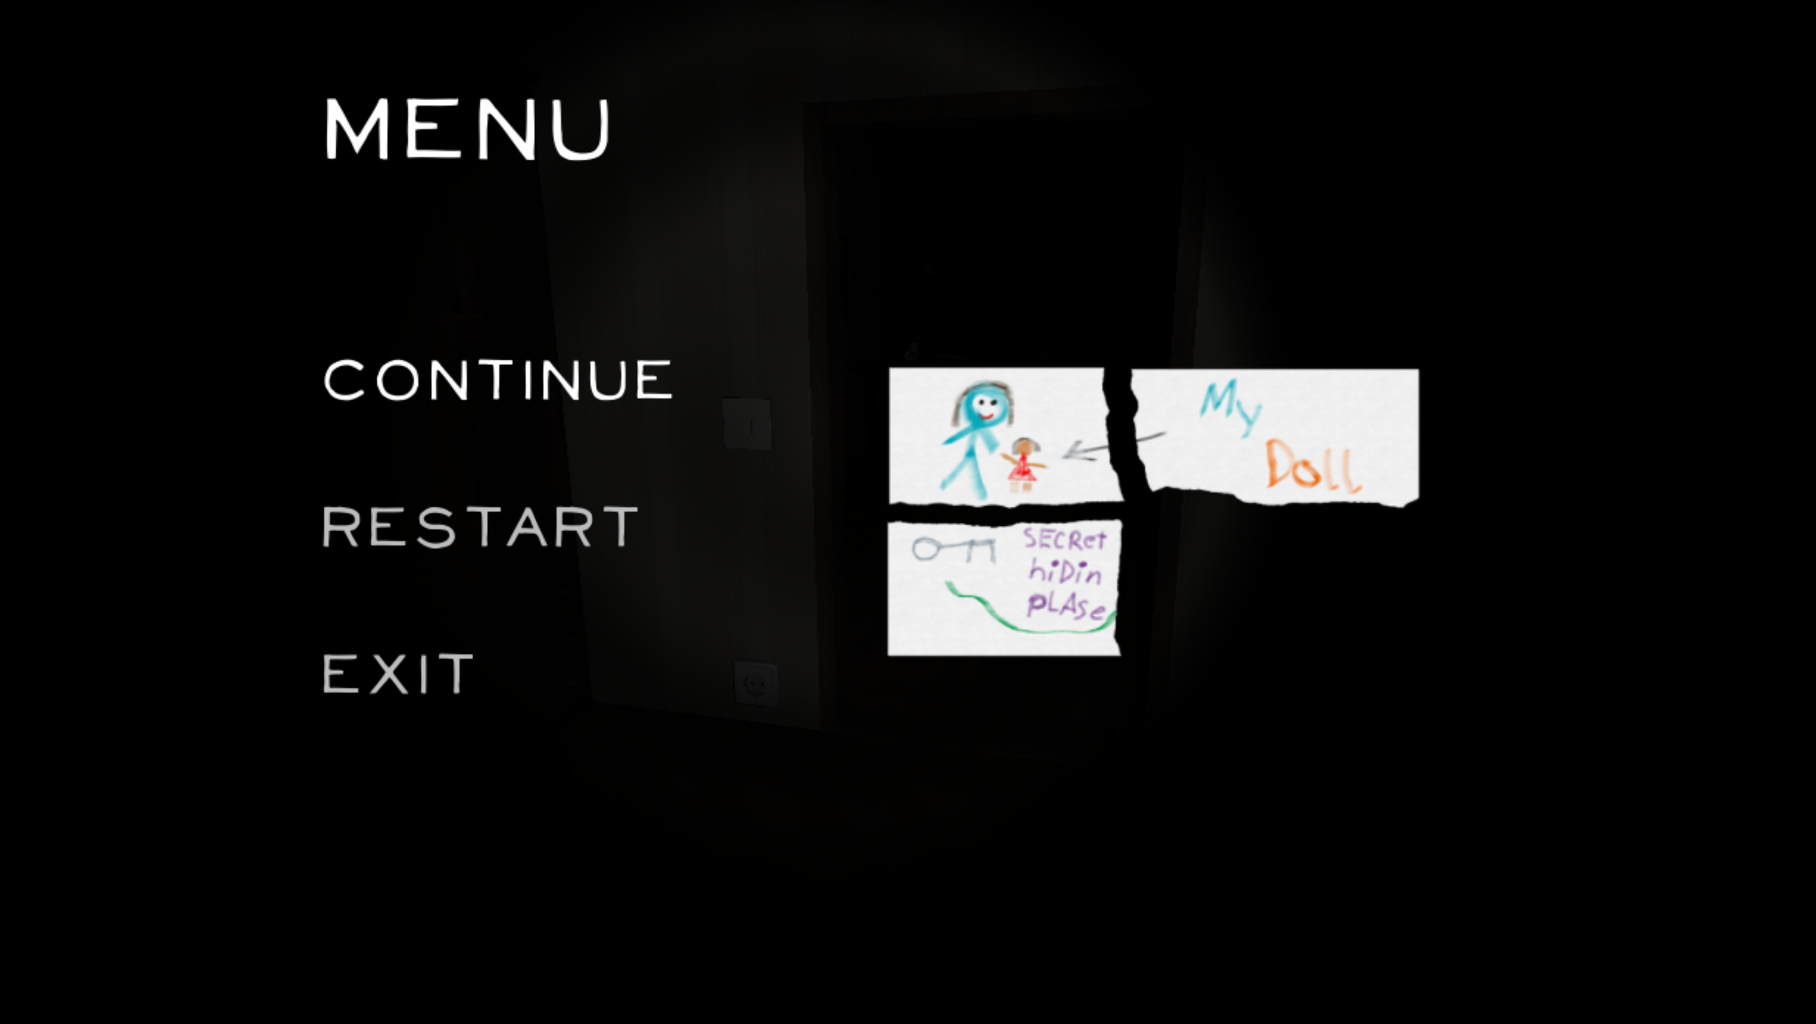 MENU
CONTINUE
RESTART
EXIT
My
Doll
SECRet
hiDin
pLAse